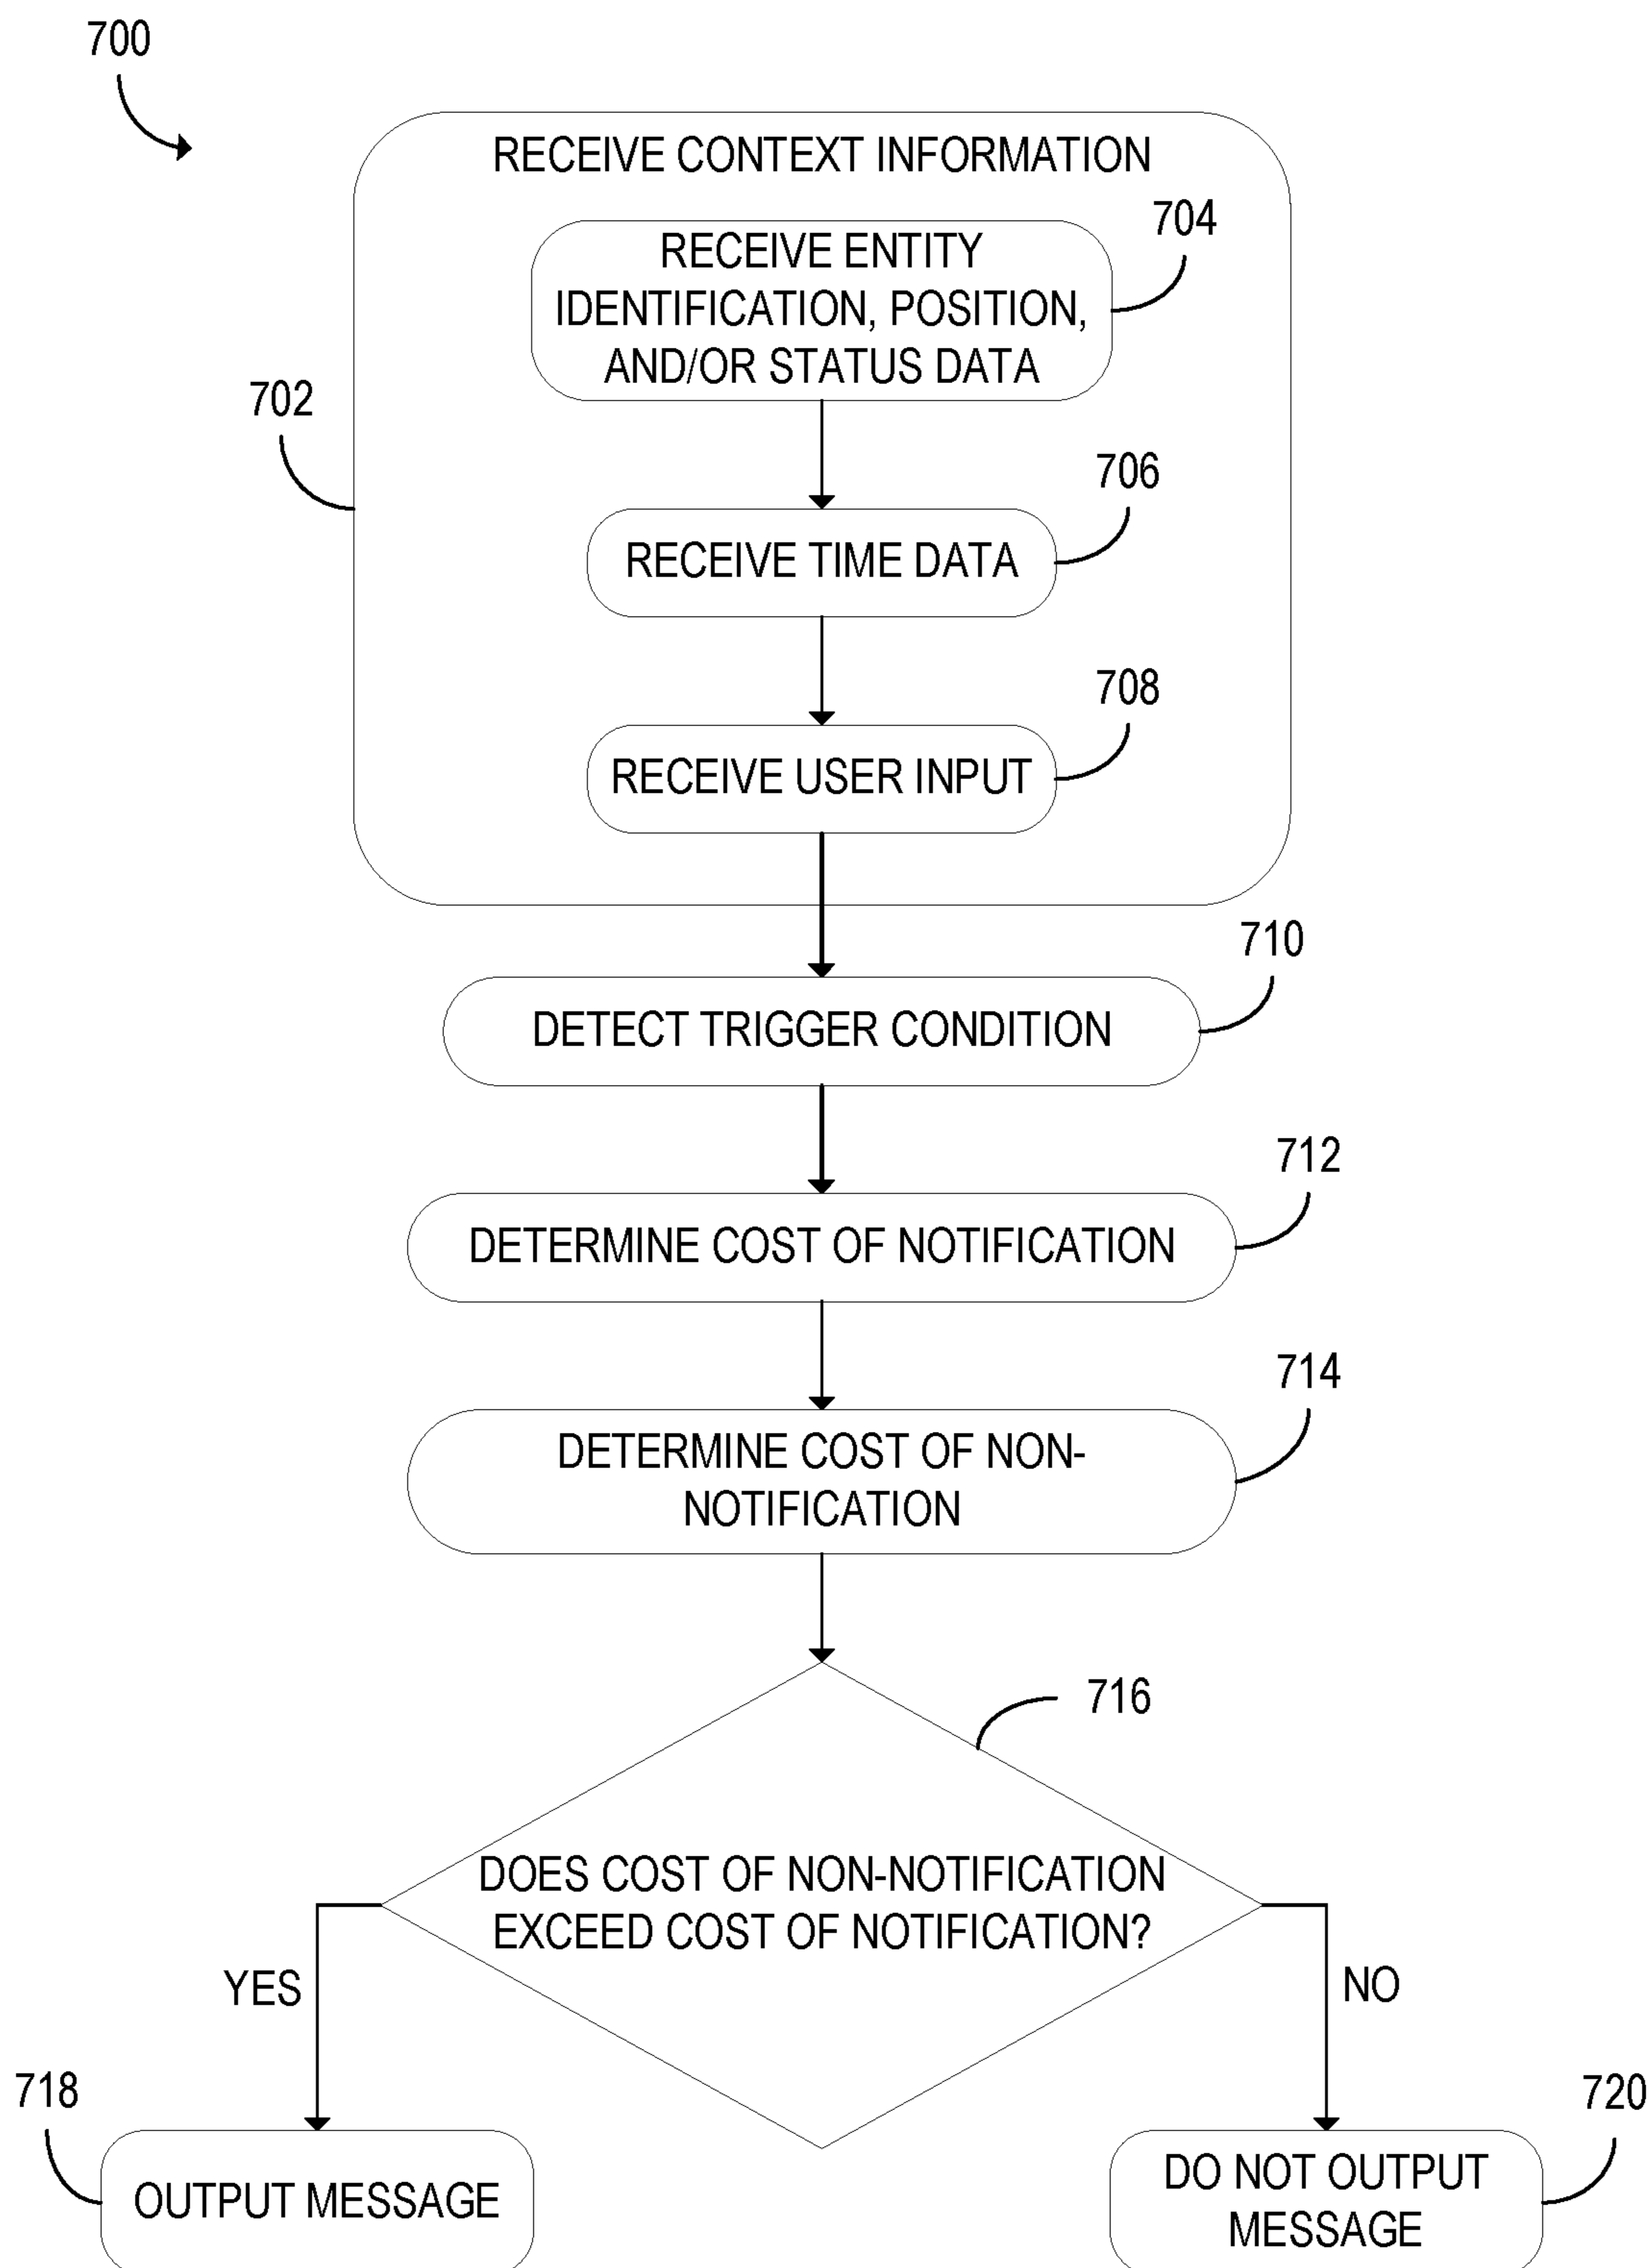 700
RECEIVE CONTEXT INFORMATION
704
RECEIVE ENTITY
IDENTIFICATION, POSITION,
AND/OR STATUS DATA
702
706
RECEIVE TIME DATA
708
RECEIVE USER INPUT
710
DETECT TRIGGER CONDITION
712
DETERMINE COST OF NOTIFICATION
714
DETERMINE COST OF NON-
NOTIFICATION
716
DOES COST OF NON-NOTIFICATION
EXCEED COST OF NOTIFICATION?
YES
NO
718
720
OUTPUT MESSAGE
DO NOT OUTPUT
MESSAGE